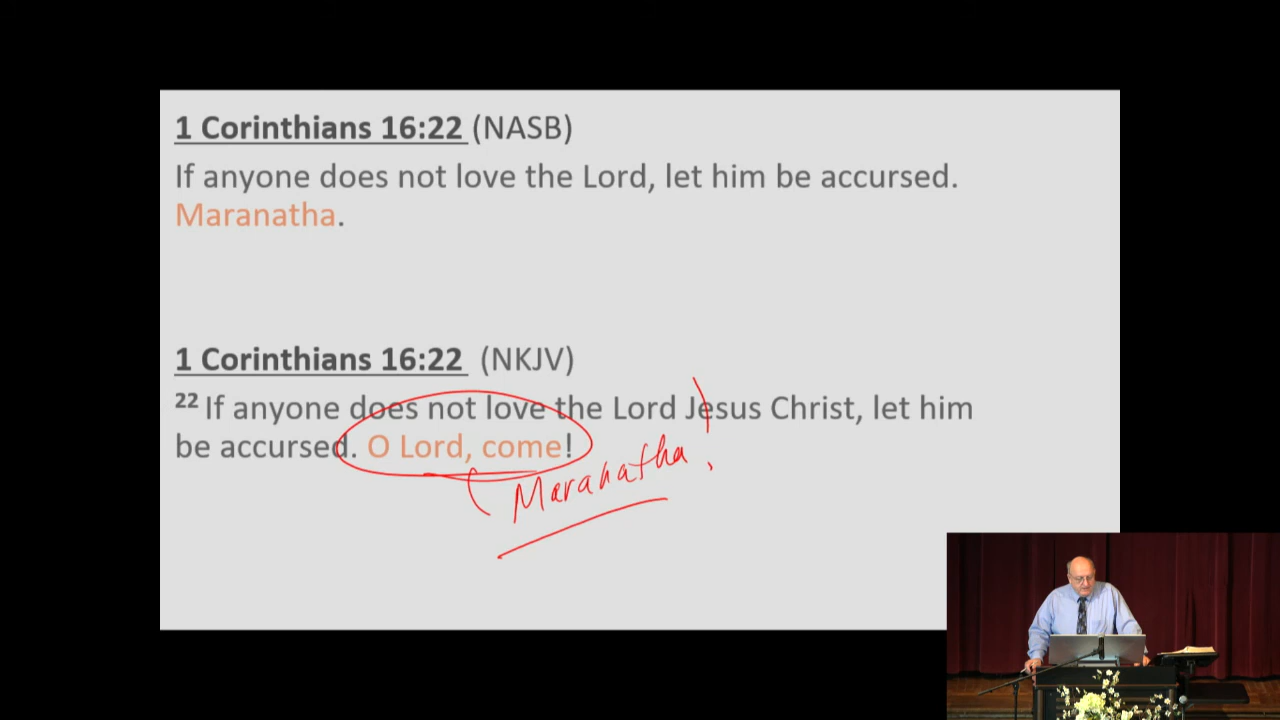 1 Corinthians 16:22 (NASB)
If anyone does not love the Lord, let him be accursed.
Maranatha.
1 Corinthians 16:22 (NKJV)
22 If anyone does not love the Lord Jesus Christ, let him
be accursed. O Lord, come!
(Maranatha!)